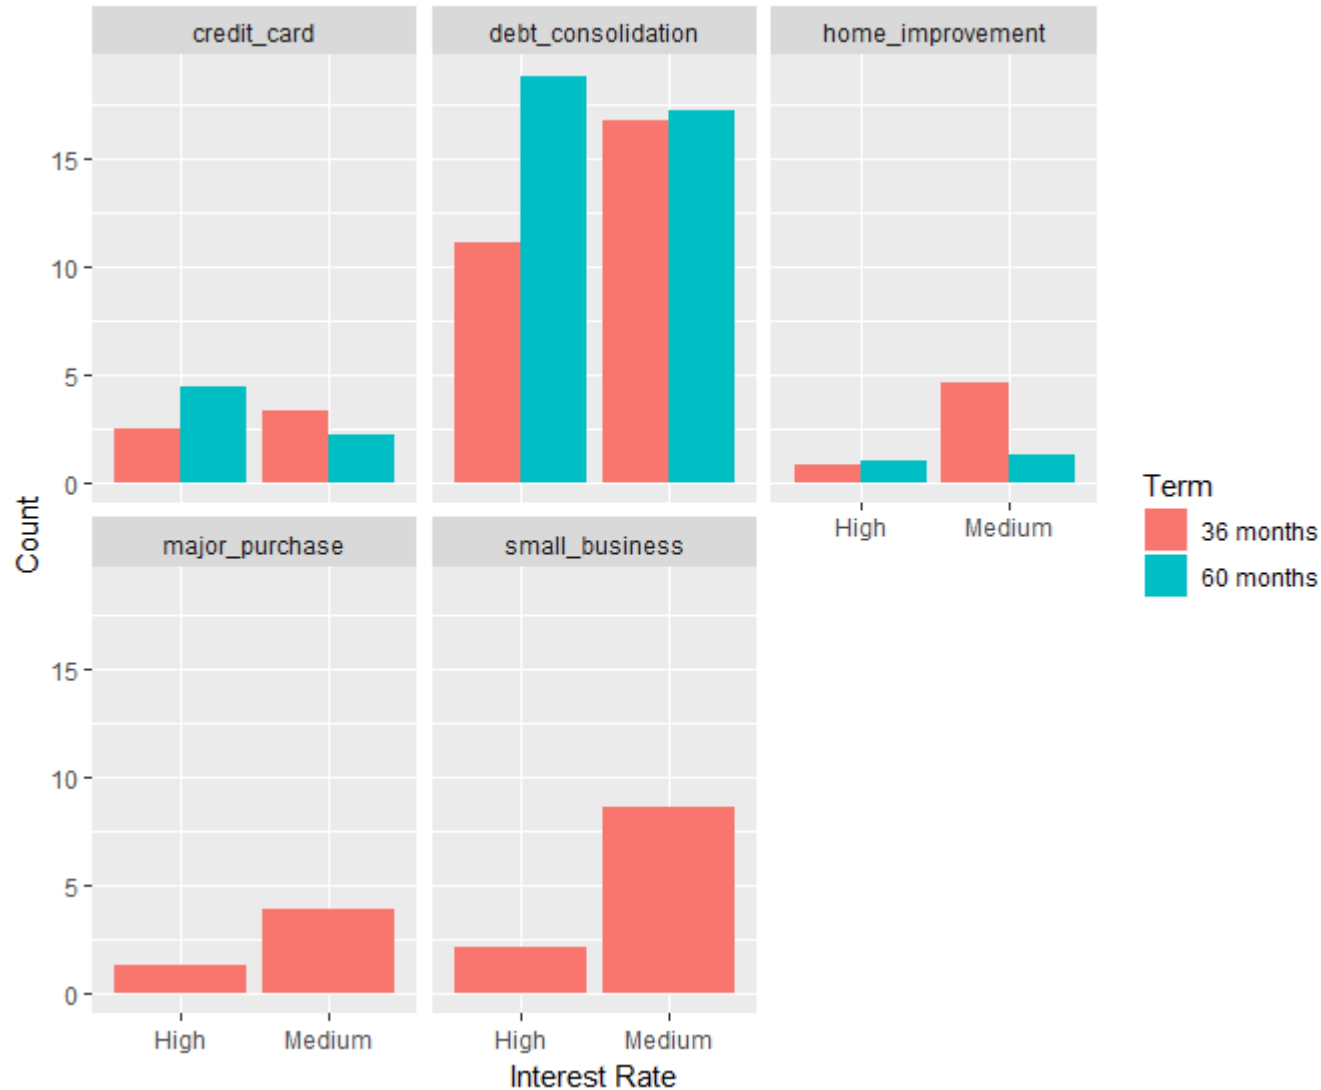 credit_card
debt_consolidation
home_improvement
15
10
5
0
High
Medium
Count
Term
36 months
60 months
major_purchase
small_business
15
10
5
0
High
Medium
High
Medium
Interest Rate